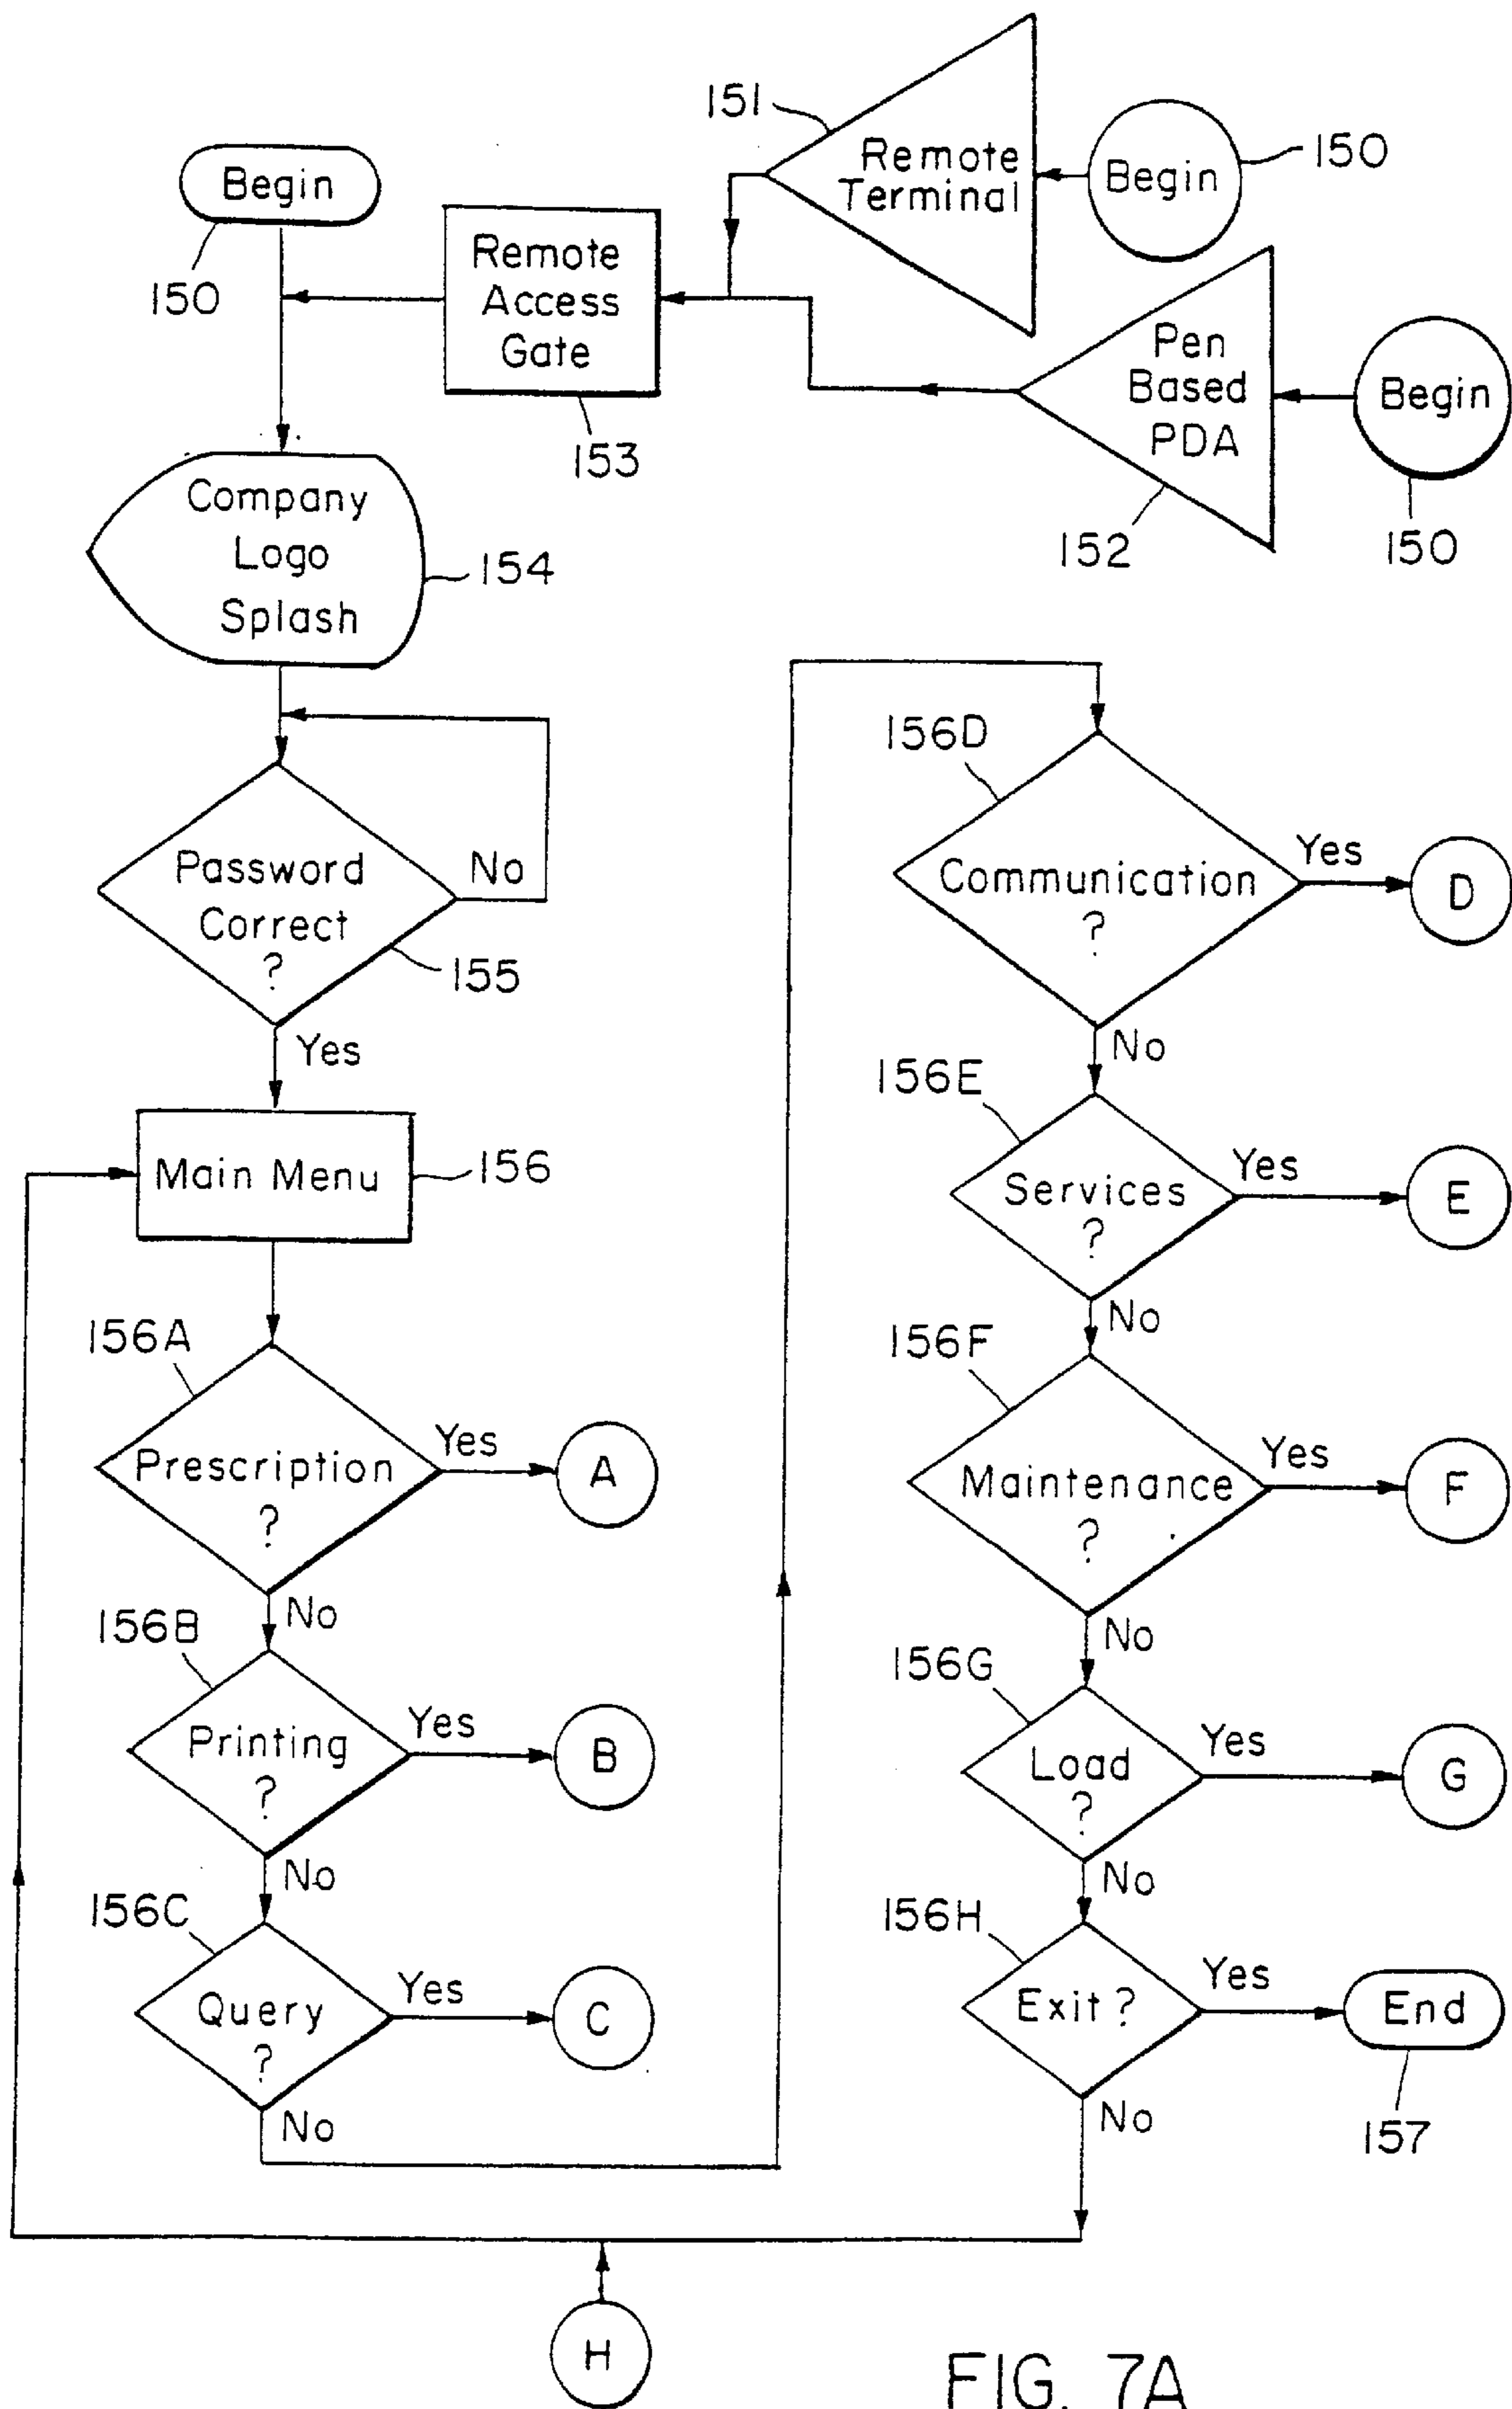 151
Remote
Terminal
Begin
150
Begin
150
Remote
Access
Gate
153
Pen
Based
PDA
152
Begin
150
Company
Logo
Splash
154
Password
Correct
?
No
155
Yes
Main Menu
156
156A
Prescription
?
Yes
A
No
156B
Printing
?
Yes
B
No
156C
Query
?
Yes
C
No
156D
Communication
?
Yes
D
No
156E
Services
?
Yes
E
No
156F
Maintenance
?
Yes
F
No
156G
Load
?
Yes
G
No
156H
Exit?
Yes
End
157
No
H
FIG. 7A